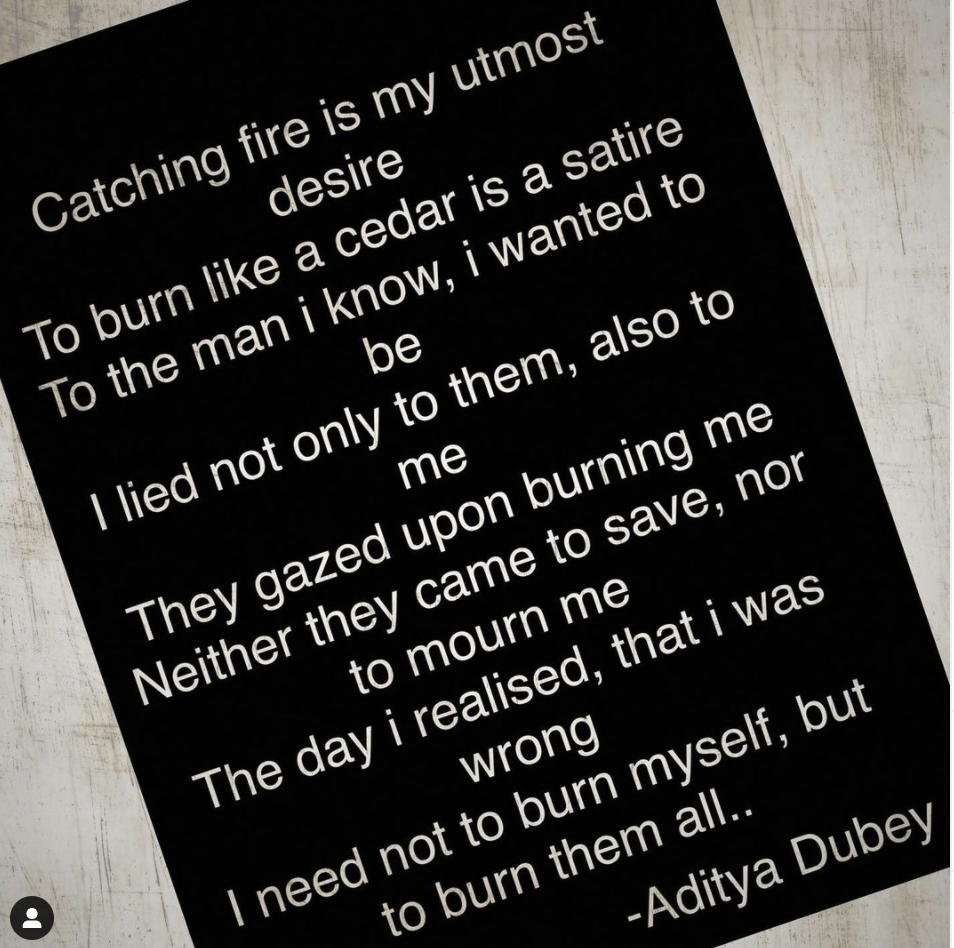 Catching fire is my utmost
desire
To burn like a cedar is a satire
To the man i know, i wanted to
be
I lied not only to them, also to
me
They gazed upon burning me
Neither they came to save, nor
to mourn me
The day i realised, that i was
wrong
I need not to burn myself, but
to burn them all..
-Aditya Dubey